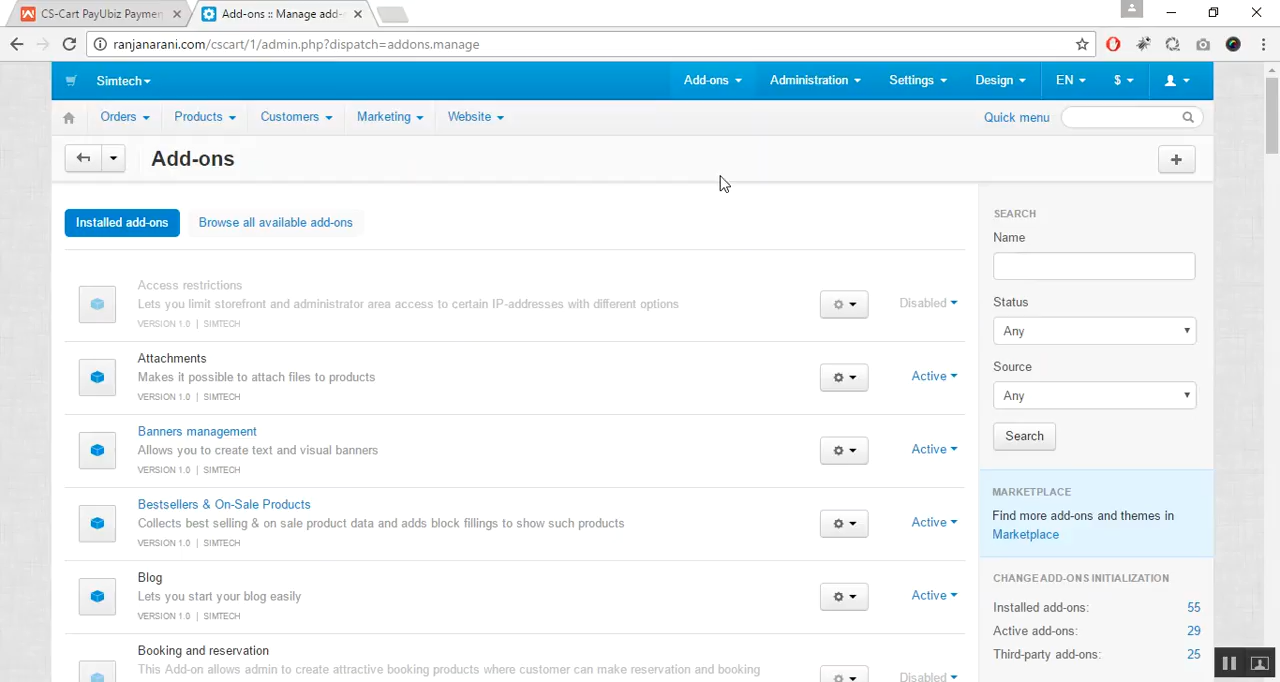 CS-Cart PayUbiz Paymen
Add-ons :: Manage add-
ranjanarani.com/cscart/1/admin.php?dispatch=addons.manage
Simtech
Add-ons
Administration
Settings
Design
EN
$
Orders
Products
Customers
Marketing
Website
Quick menu
Add-ons
+
Installed add-ons
Browse all available add-ons
Access restrictions
Lets you limit storefront and administrator area access to certain IP-addresses with different options
VERSION 1.0 | SIMTECH
Disabled
Attachments
Makes it possible to attach files to products
VERSION 1.0 | SIMTECH
Active
Banners management
Allows you to create text and visual banners
VERSION 1.0 | SIMTECH
Active
Bestsellers & On-Sale Products
Collects best selling & on sale product data and adds block fillings to show such products
VERSION 1.0 | SIMTECH
Active
Blog
Lets you start your blog easily
VERSION 1.0 | SIMTECH
Active
Booking and reservation
This Add-on allows admin to create attractive booking products where customer can make reservation and booking
Disabled
SEARCH
Name
Status
Any
Source
Any
Search
MARKETPLACE
Find more add-ons and themes in
Marketplace
CHANGE ADD-ONS INITIALIZATION
Installed add-ons: 55
Active add-ons: 29
Third-party add-ons: 25